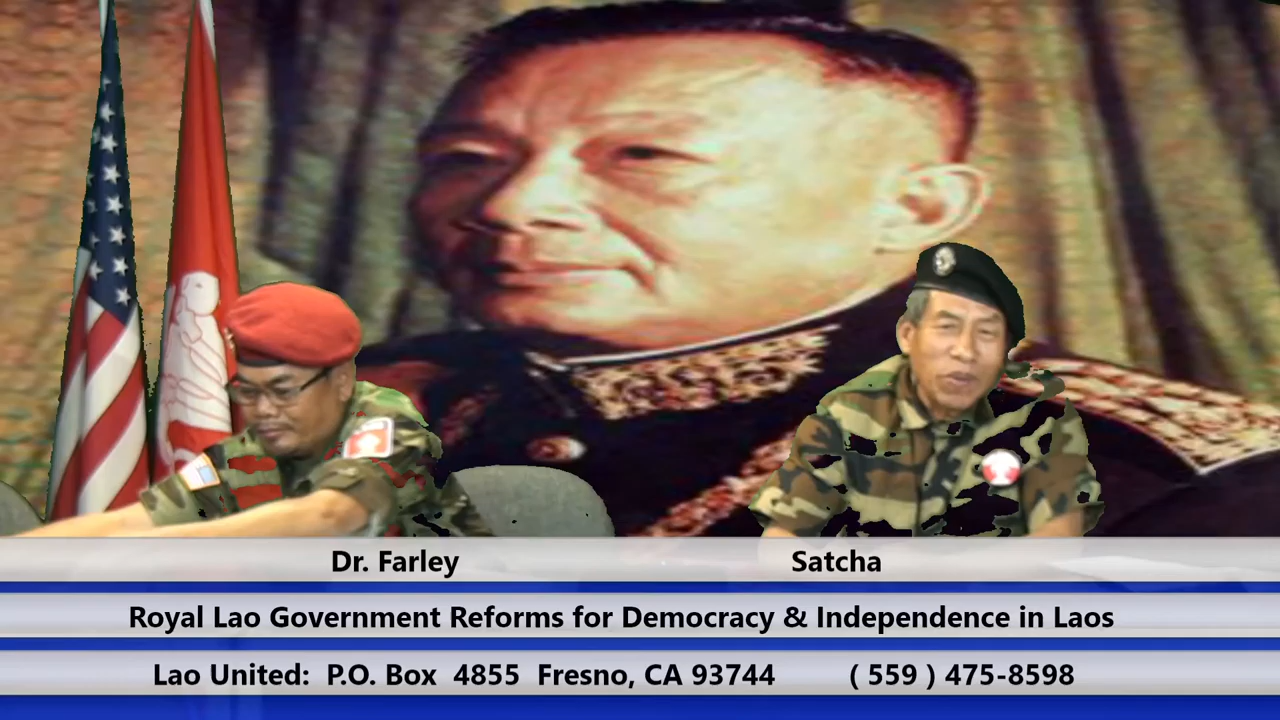 Dr. Farley Satcha
Royal Lao Government Reforms for Democracy & Independence in Laos
Lao United: P.O. Box 4855 Fresno, CA 93744 ( 559 ) 475-8598